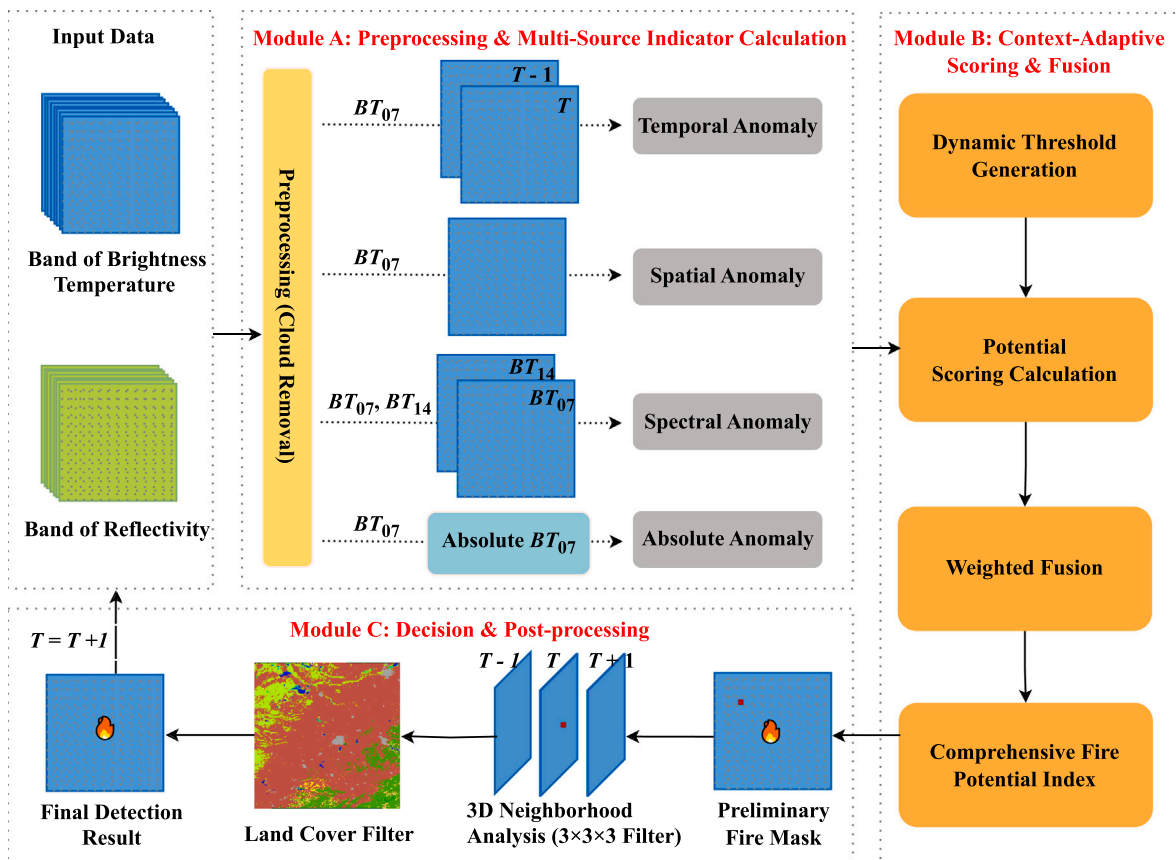 Input Data
Band of Brightness
Temperature
Band of Reflectivity
Module A: Preprocessing & Multi-Source Indicator Calculation
Preprocessing (Cloud Removal)
BT07
T - 1
T
Temporal Anomaly
BT07
Spatial Anomaly
BT07, BT14
BT14
BT07
Spectral Anomaly
BT07
Absolute BT07
Absolute Anomaly
Module B: Context-Adaptive
Scoring & Fusion
Dynamic Threshold
Generation
Potential
Scoring Calculation
Weighted Fusion
Comprehensive Fire
Potential Index
Module C: Decision & Post-processing
Preliminary
Fire Mask
T - 1
T
T + 1
3D Neighborhood
Analysis (3×3×3 Filter)
Land Cover Filter
Final Detection
Result
T = T +1